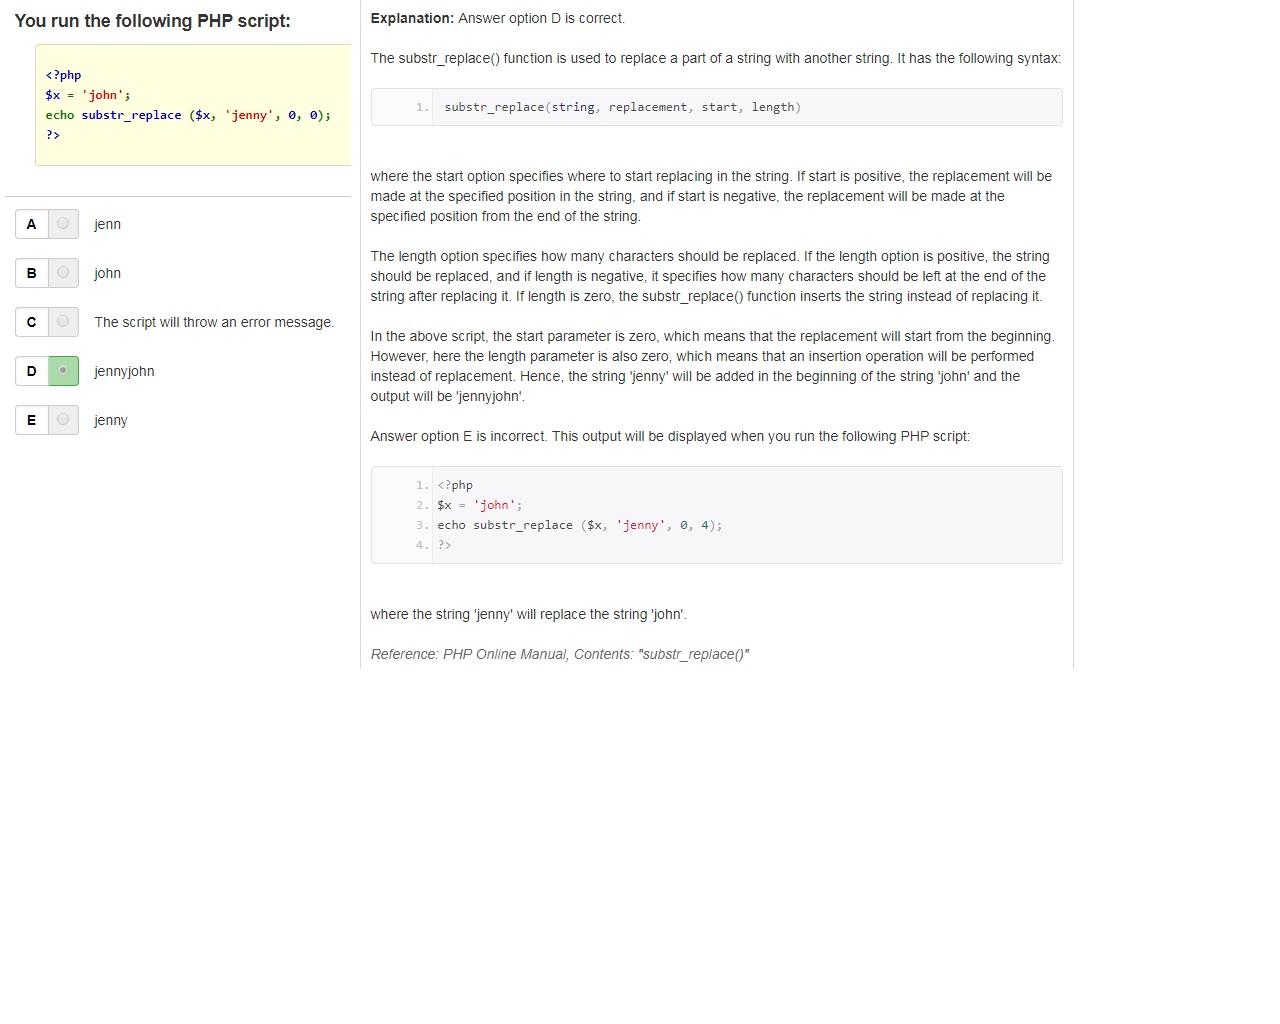 You run the following PHP script:
<?php
$x = 'john';
echo substr_replace ($x, 'jenny', 0, 0);
?>
A jenn
B john
C The script will throw an error message.
D jennyjohn
E jenny
Explanation: Answer option D is correct.
The substr_replace() function is used to replace a part of a string with another string. It has the following syntax:
1. substr_replace(string, replacement, start, length)
where the start option specifies where to start replacing in the string. If start is positive, the replacement will be
made at the specified position in the string, and if start is negative, the replacement will be made at the
specified position from the end of the string.
The length option specifies how many characters should be replaced. If the length option is positive, the string
should be replaced, and if length is negative, it specifies how many characters should be left at the end of the
string after replacing it. If length is zero, the substr_replace() function inserts the string instead of replacing it.
In the above script, the start parameter is zero, which means that the replacement will start from the beginning.
However, here the length parameter is also zero, which means that an insertion operation will be performed
instead of replacement. Hence, the string 'jenny' will be added in the beginning of the string 'john' and the
output will be 'jennyjohn'.
Answer option E is incorrect. This output will be displayed when you run the following PHP script:
1. <?php
2. $x = 'john';
3. echo substr_replace ($x, 'jenny', 0, 4);
4. ?>
where the string 'jenny' will replace the string 'john'.
Reference: PHP Online Manual, Contents: "substr_replace()"